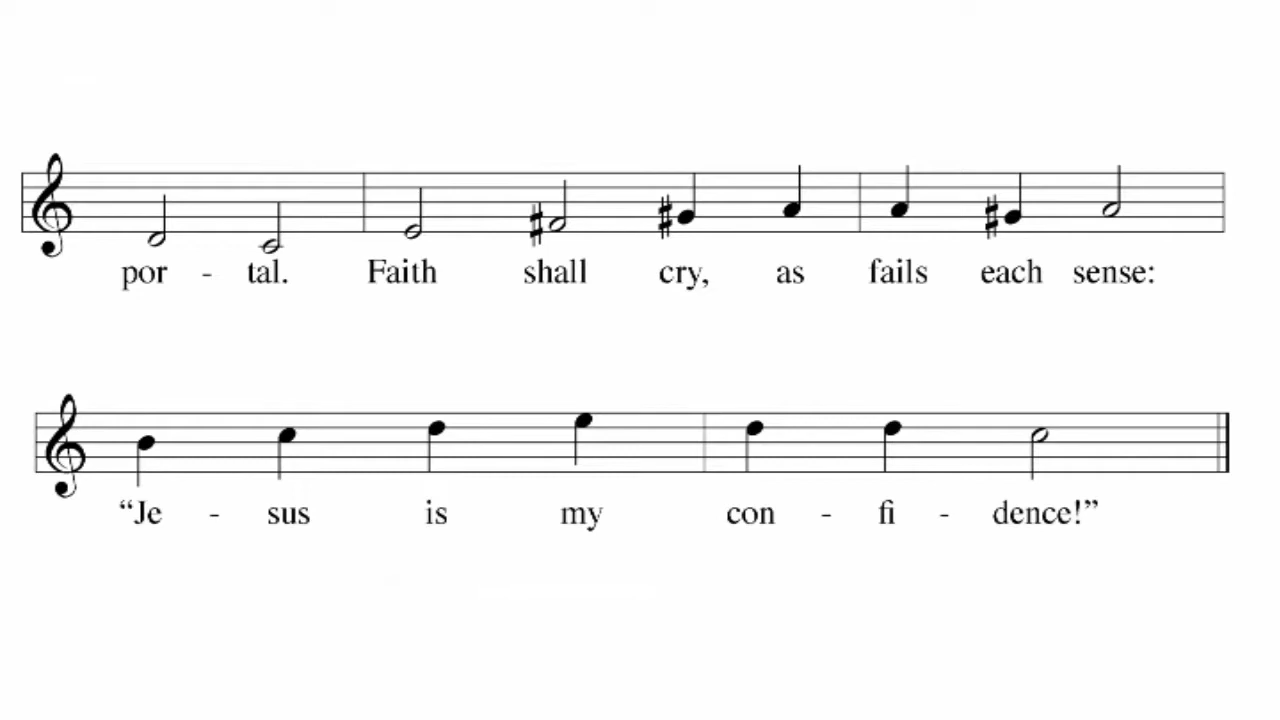 por - tal. Faith shall cry, as fails each sense:
“Je - sus is my con - fi - dence!”